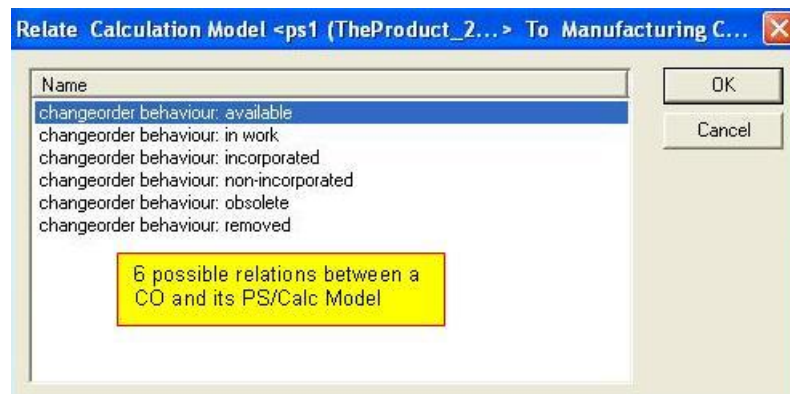 Relate Calculation Model <ps1 (TheProduct_2...> To Manufacturing C...
Name
OK
changeorder behaviour: available
Cancel
changeorder behaviour: in work
changeorder behaviour: incorporated
changeorder behaviour: non-incorporated
changeorder behaviour: obsolete
changeorder behaviour: removed
6 possible relations between a
CO and its PS/Calc Model